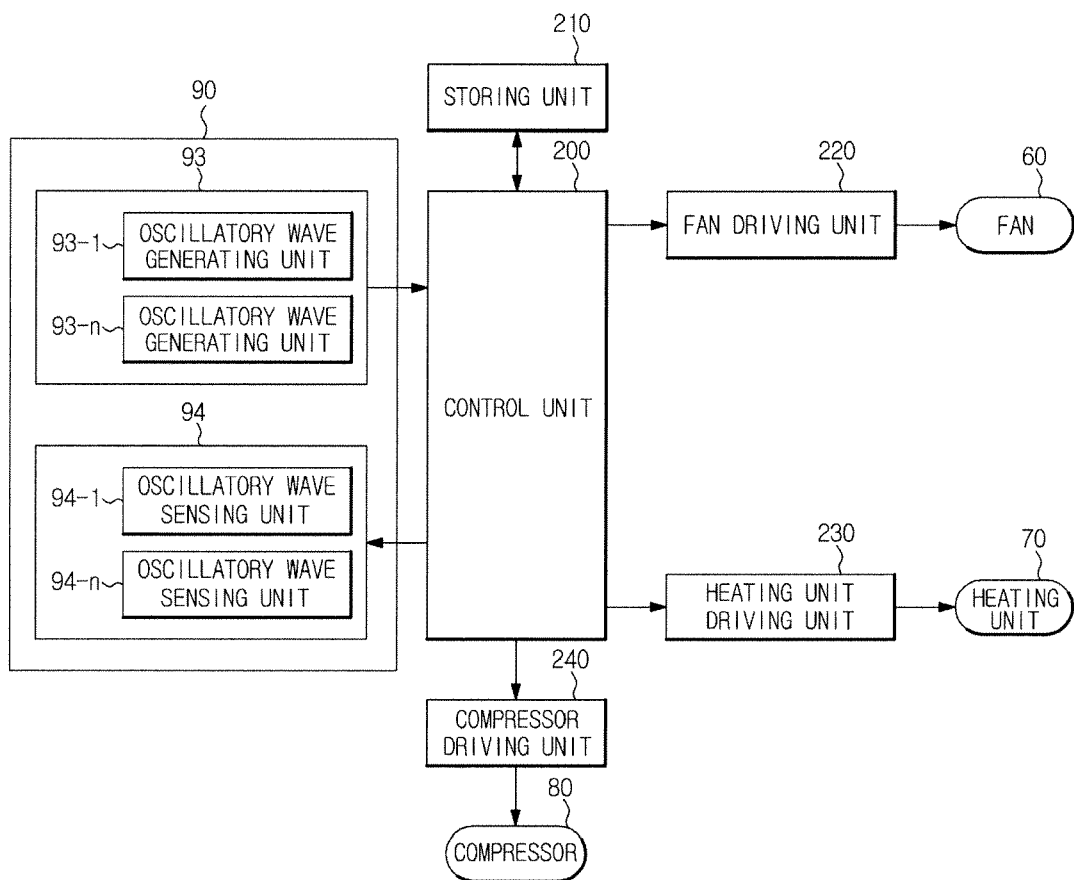 210
STORING UNIT
90
93
93-1
OSCILLATORY WAVE
GENERATING UNIT
93-n
OSCILLATORY WAVE
GENERATING UNIT
94
94-1
OSCILLATORY WAVE
SENSING UNIT
94-n
OSCILLATORY WAVE
SENSING UNIT
200
CONTROL UNIT
220
FAN DRIVING UNIT
60
FAN
230
HEATING UNIT
DRIVING UNIT
70
HEATING
UNIT
240
COMPRESSOR
DRIVING UNIT
80
COMPRESSOR